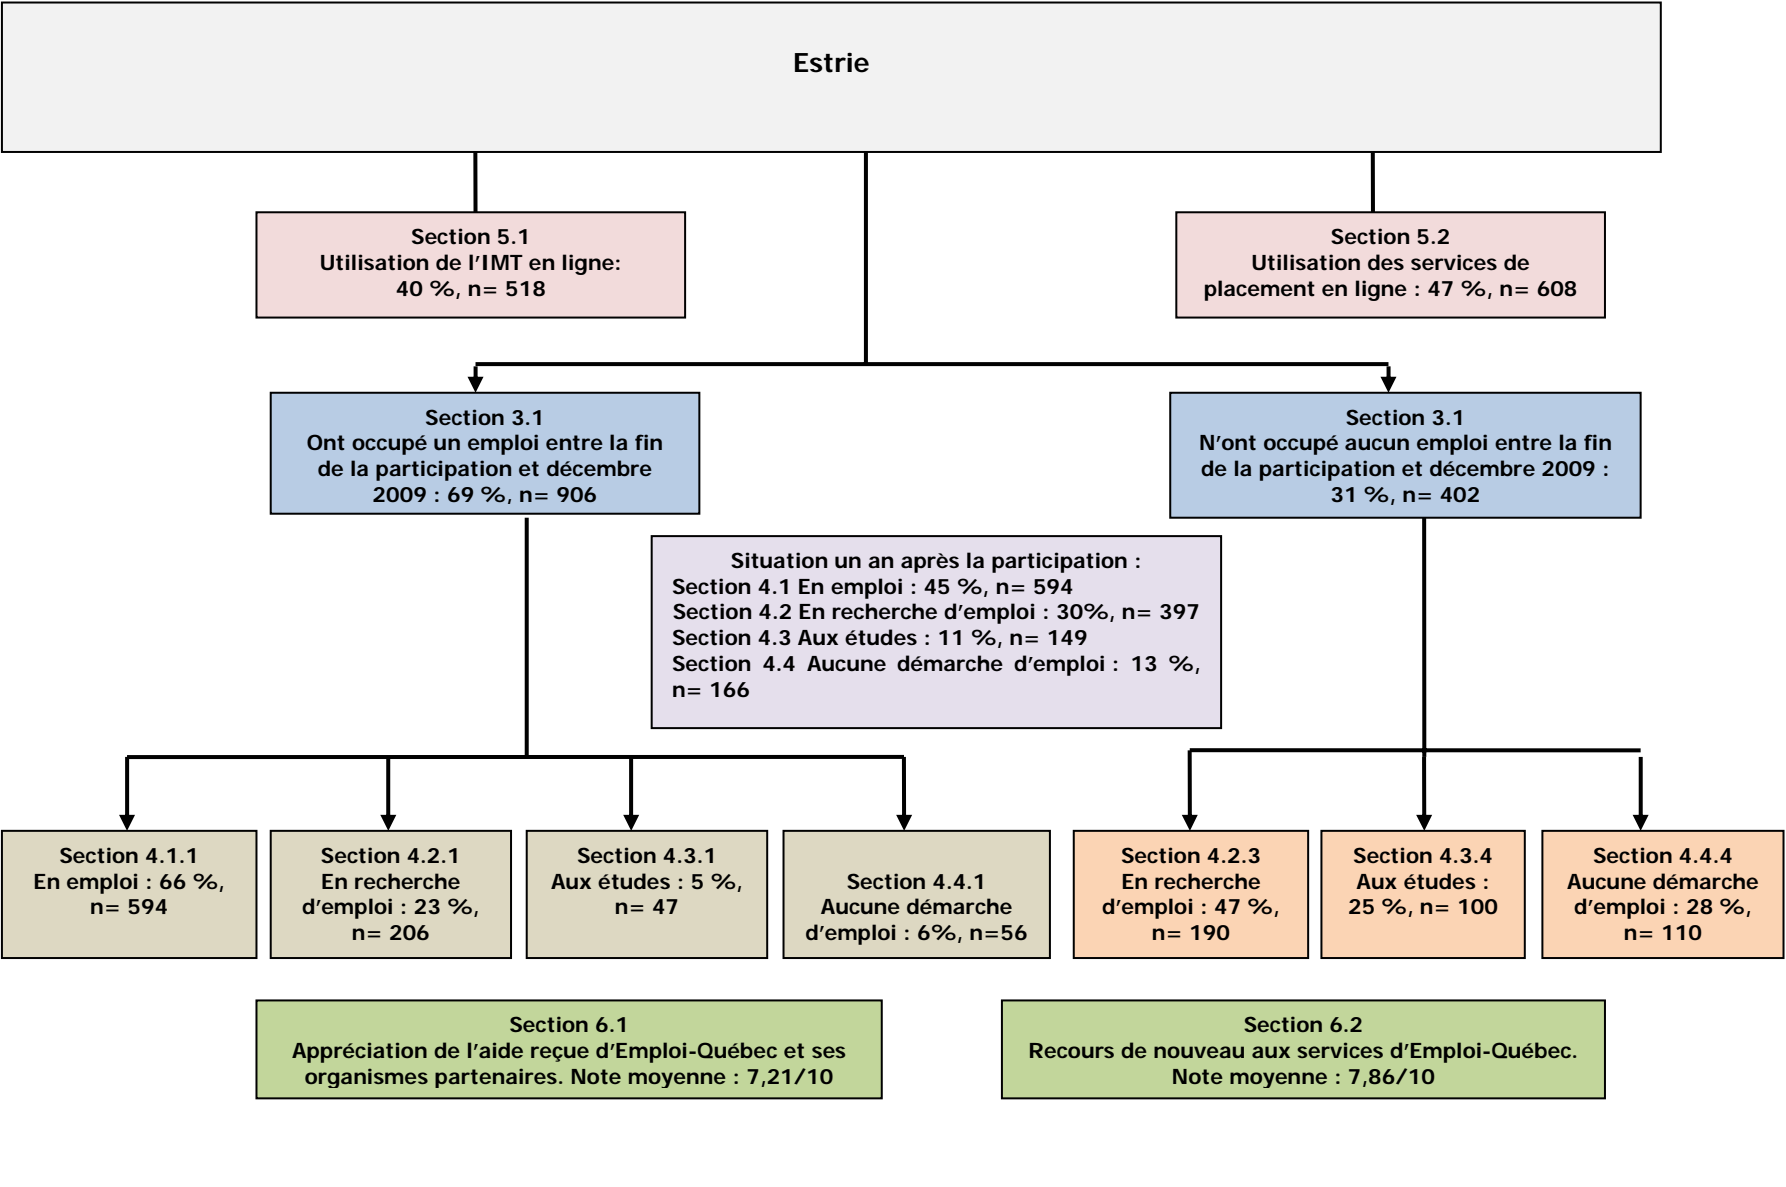 Estrie
Section 5.1
Utilisation de l'IMT en ligne:
40 %, n= 518
Section 5.2
Utilisation des services de
placement en ligne : 47 %, n= 608
Section 3.1
Ont occupé un emploi entre la fin
de la participation et décembre
2009 : 69 %, n= 906
Section 3.1
N'ont occupé aucun emploi entre la fin
de la participation et décembre 2009 :
31 %, n= 402
Situation un an après la participation :
Section 4.1 En emploi : 45 %, n= 594
Section 4.2 En recherche d'emploi : 30%, n= 397
Section 4.3 Aux études : 11 %, n= 149
Section 4.4 Aucune démarche d'emploi : 13 %,
n= 166
Section 4.1.1
En emploi : 66 %,
n= 594
Section 4.2.1
En recherche
d'emploi : 23 %,
n= 206
Section 4.3.1
Aux études : 5 %,
n= 47
Section 4.4.1
Aucune démarche
d'emploi : 6%, n=56
Section 4.2.3
En recherche
d'emploi : 47 %,
n= 190
Section 4.3.4
Aux études :
25 %, n= 100
Section 4.4.4
Aucune démarche
d'emploi : 28 %,
n= 110
Section 6.1
Appréciation de l'aide reçue d'Emploi-Québec et ses
organismes partenaires. Note moyenne : 7,21/10
Section 6.2
Recours de nouveau aux services d'Emploi-Québec.
Note moyenne : 7,86/10